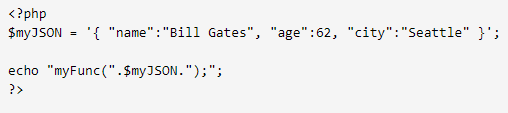 <?php
$myJSON = '{ "name":"Bill Gates", "age":62, "city":"Seattle" }';
echo "myFunc(".$myJSON.");";
?>